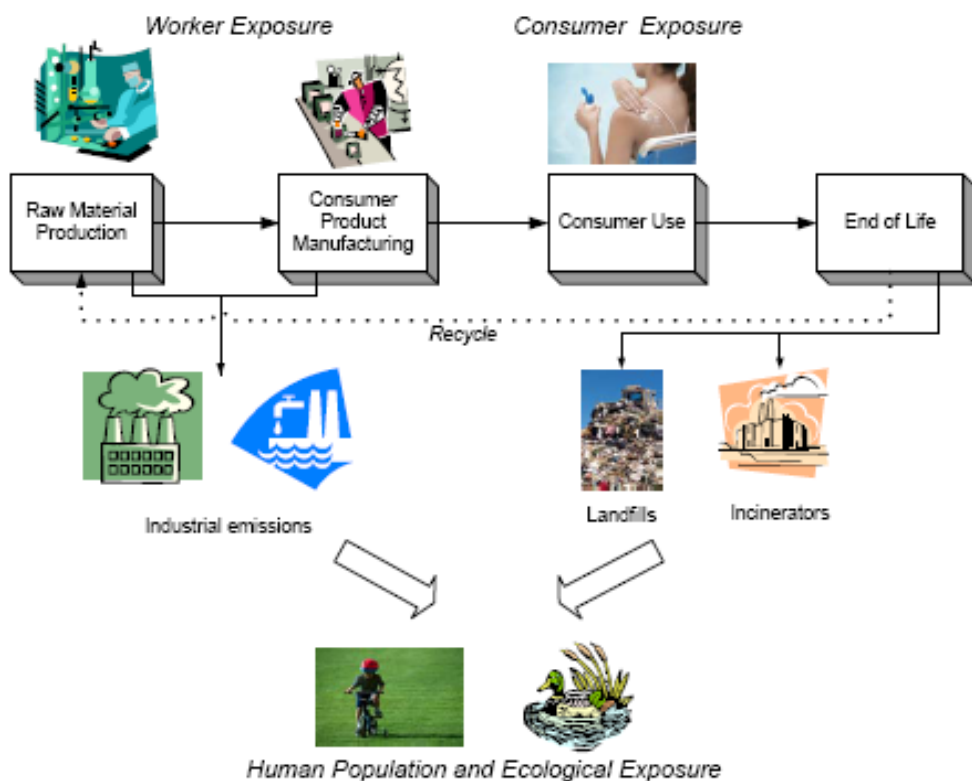 Worker Exposure
Consumer Exposure
Raw Material
Production
Consumer
Product
Manufacturing
Consumer Use
End of Life
Recycle
Industrial emissions
Landfills
Incinerators
Human Population and Ecological Exposure